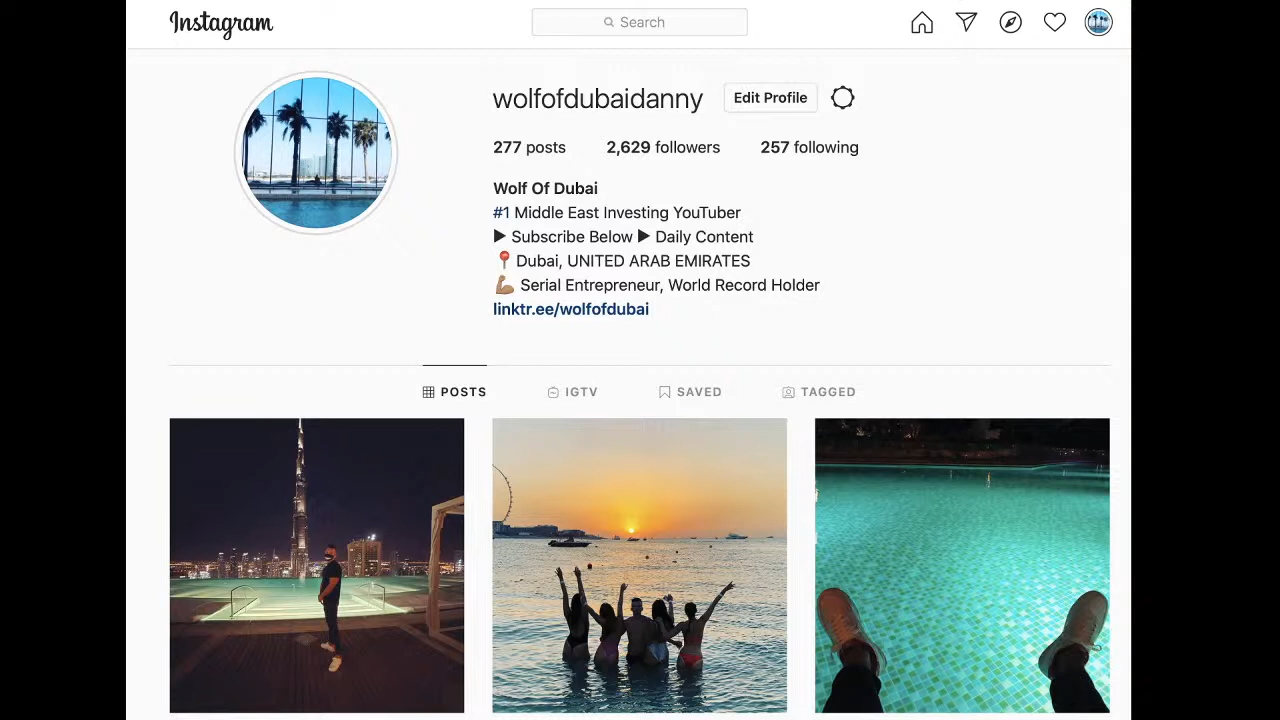 Instagram
Search
wolfofdubaidanny Edit Profile
277 posts 2,629 followers 257 following
Wolf Of Dubai
#1 Middle East Investing YouTuber
▶ Subscribe Below ▶ Daily Content
📍 Dubai, UNITED ARAB EMIRATES
💪🏽 Serial Entrepreneur, World Record Holder
linktr.ee/wolfofdubai
POSTS IGTV SAVED TAGGED